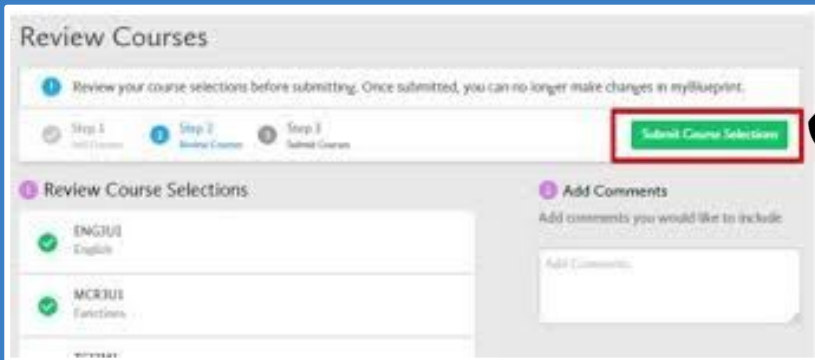 Review Courses
Review your course selections before submitting. Once submitted, you can no longer make changes in myBlueprint.
Step 1
Step 2
Review Courses
Step 3
Submit Courses
Submit Course Selections
Review Course Selections
Add Comments
Add comments you would like to include
ENG3U1
English
Add Comments
MCR3U1
Functions